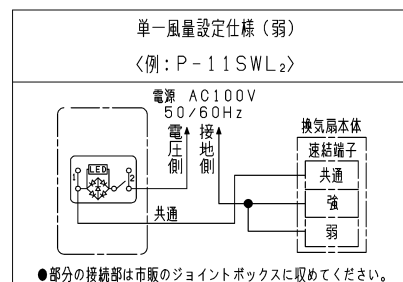 単一風量設定仕様（弱）
〈例：P-11SWL₂〉
電源 AC100V
50/60Hz
電圧側
接地側
換気扇本体
速結端子
共通
強
弱
LED
1
2
共通
●部分の接続部は市販のジョイントボックスに収めてください。